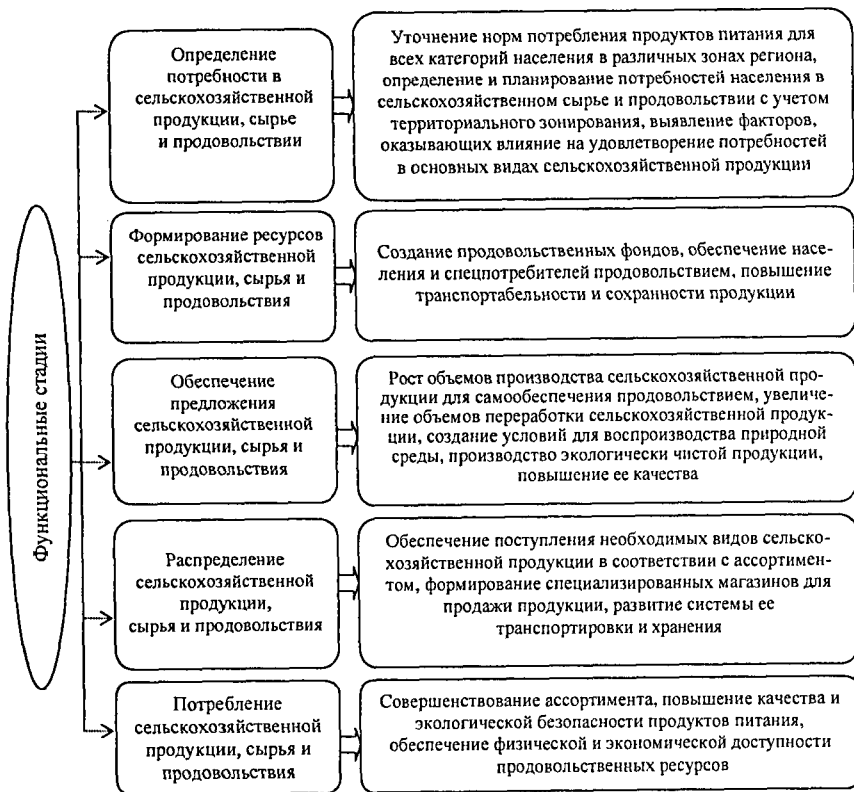 Функциональные стадии
Определение
потребности в
сельскохозяйственной
продукции, сырье
и продовольствии
Уточнение норм потребления продуктов питания для
всех категорий населения в различных зонах региона,
определение и планирование потребностей населения в
сельскохозяйственном сырье и продовольствии с учетом
территориального зонирования, выявление факторов,
оказывающих влияние на удовлетворение потребностей
в основных видах сельскохозяйственной продукции
Формирование ресурсов
сельскохозяйственной
продукции, сырья и
продовольствия
Создание продовольственных фондов, обеспечение насе-
ления и спецпотребителей продовольствием, повышение
транспортабельности и сохранности продукции
Обеспечение
предложения
сельскохозяйственной
продукции, сырья и
продовольствия
Рост объемов производства сельскохозяйственной про-
дукции для самообеспечения продовольствием, увеличе-
ние объемов переработки сельскохозяйственной продук-
ции, создание условий для воспроизводства природной
среды, производство экологически чистой продукции,
повышение ее качества
Распределение
сельскохозяйственной
продукции,
сырья и продовольствия
Обеспечение поступления необходимых видов сельско-
хозяйственной продукции в соответствии с ассортимен-
том, формирование специализированных магазинов для
продажи продукции, развитие системы ее
транспортировки и хранения
Потребление
сельскохозяйственной
продукции, сырья и
продовольствия
Совершенствование ассортимента, повышение качества и
экологической безопасности продуктов питания,
обеспечение физической и экономической доступности
продовольственных ресурсов